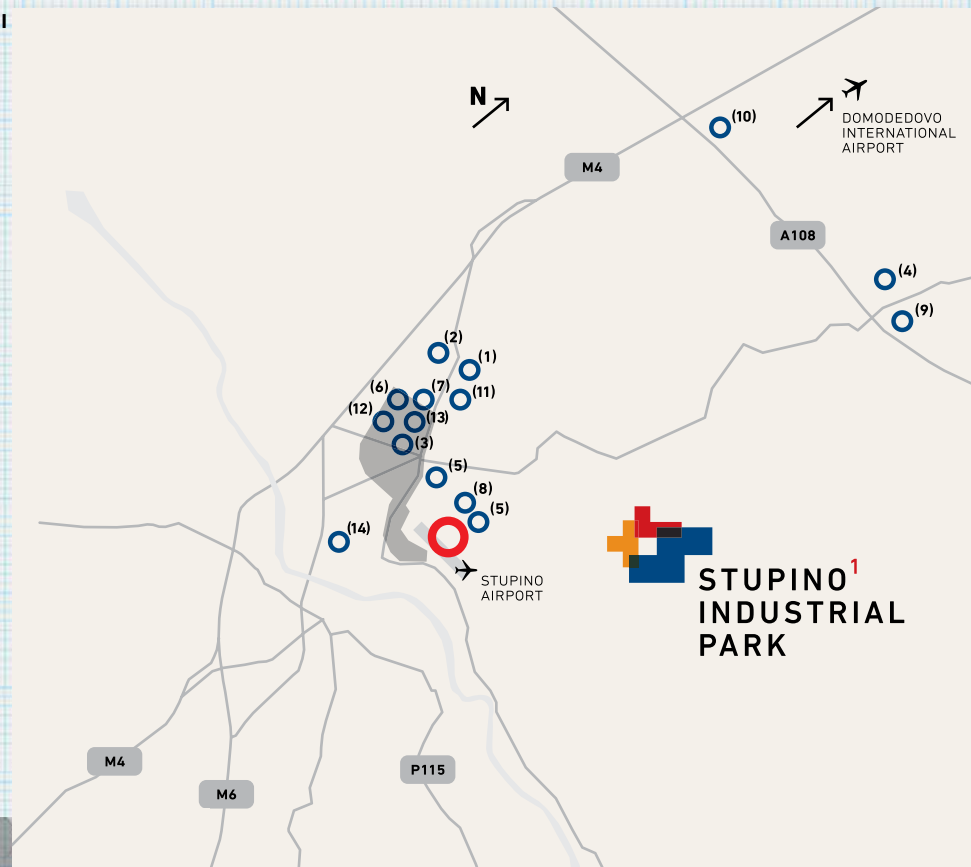 N
(10)
DOMODEDOVO
INTERNATIONAL
AIRPORT
M4
A108
(4)
(9)
(2)
(1)
(6)
(7)
(11)
(12)
(13)
(3)
(5)
(8)
(5)
(14)
STUPINO
AIRPORT
STUPINO¹
INDUSTRIAL
PARK
M4
M6
P115